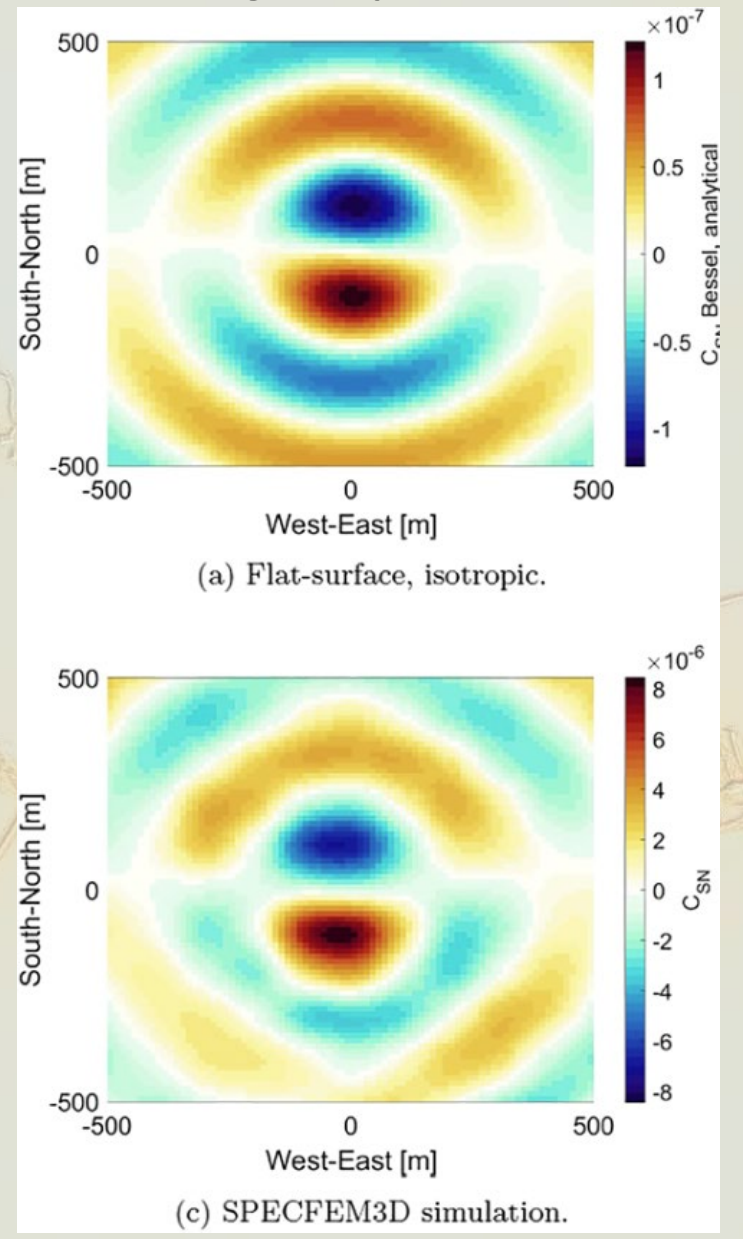 ×10⁻⁷
500
0
-500
South-North [m]
1
0.5
0
-0.5
-1
Bessel, analytical
-500 0 500
West-East [m]
(a) Flat-surface, isotropic.
×10⁻⁶
500
0
-500
South-North [m]
8
6
4
2
0
-2
-4
-6
-8
C_SN
-500 0 500
West-East [m]
(c) SPECFEM3D simulation.